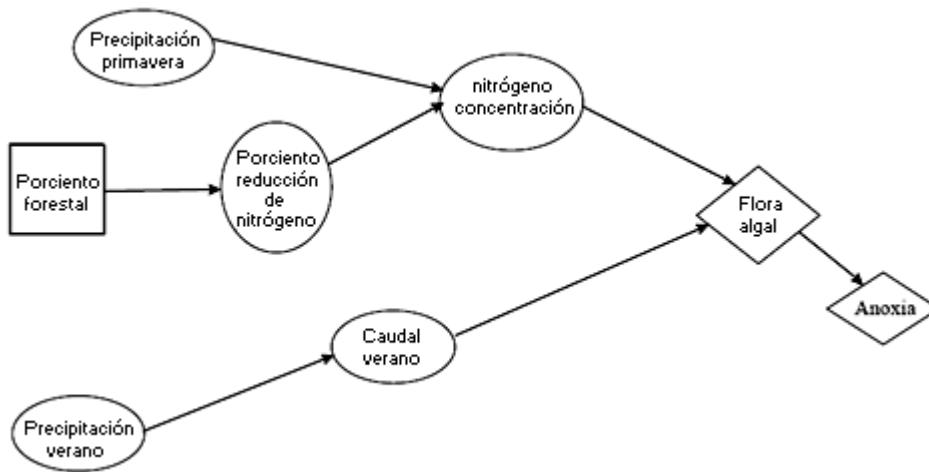 Precipitación
primavera
nitrógeno
concentración
Porciento
forestal
Porciento
reducción
de
nitrógeno
Flora
algal
Anoxia
Caudal
verano
Precipitación
verano